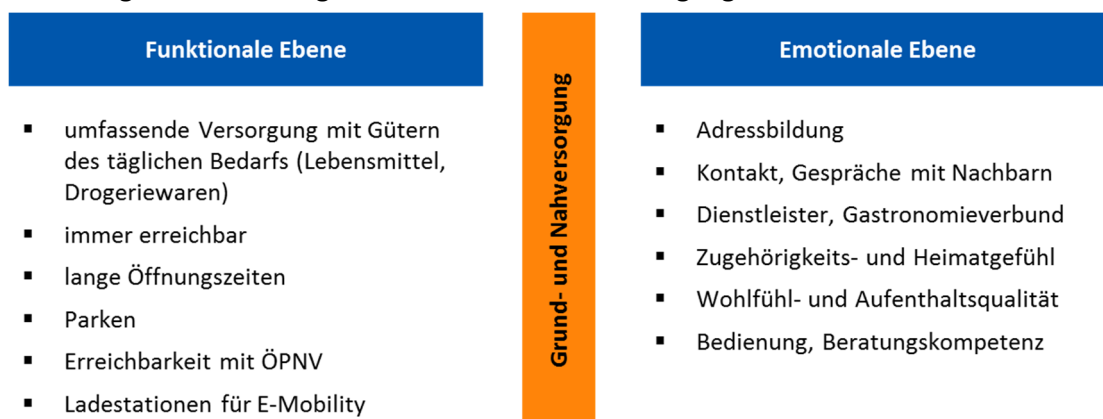 Funktionale Ebene
umfassende Versorgung mit Gütern
des täglichen Bedarfs (Lebensmittel,
Drogeriewaren)
immer erreichbar
lange Öffnungszeiten
Parken
Erreichbarkeit mit ÖPNV
Ladestationen für E-Mobility
Grund- und Nahversorgung
Emotionale Ebene
Adressbildung
Kontakt, Gespräche mit Nachbarn
Dienstleister, Gastronomieverbund
Zugehörigkeits- und Heimatgefühl
Wohlfühl- und Aufenthaltsqualität
Bedienung, Beratungskompetenz